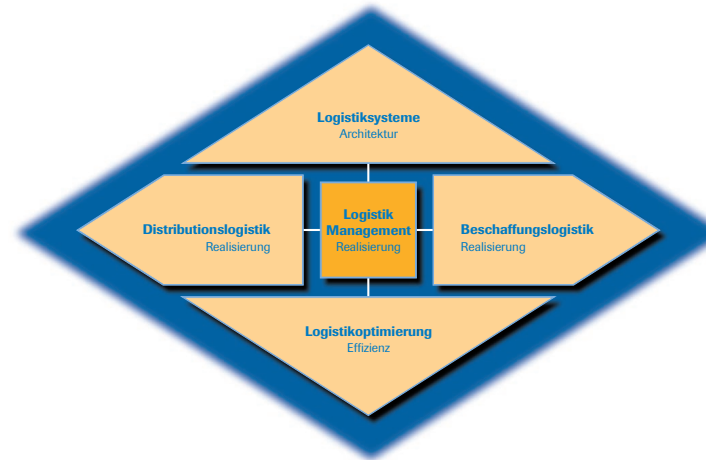 Logistiksysteme
Architektur
Distributionslogistik
Realisierung
Logistik
Management
Realisierung
Beschaffungslogistik
Realisierung
Logistikoptimierung
Effizienz